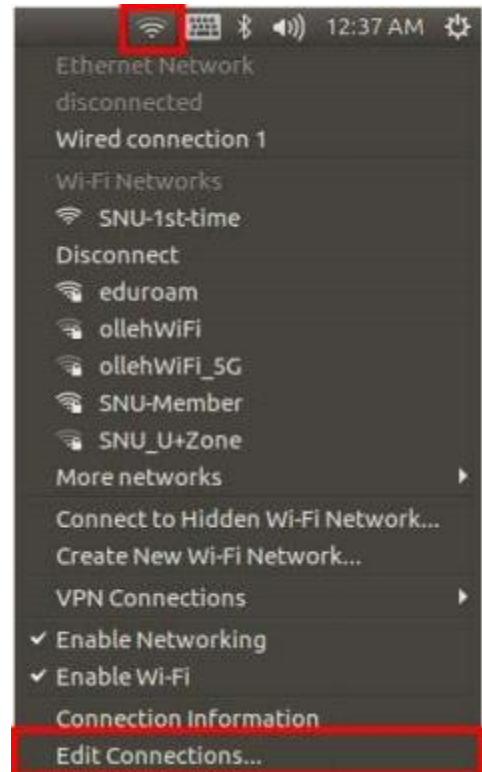 12:37 AM
Ethernet Network
disconnected
Wired connection 1
Wi-Fi Networks
SNU-1st-time
Disconnect
eduroam
ollehWiFi
ollehWiFi_5G
SNU-Member
SNU_U+Zone
More networks
Connect to Hidden Wi-Fi Network...
Create New Wi-Fi Network...
VPN Connections
Enable Networking
Enable Wi-Fi
Connection Information
Edit Connections...